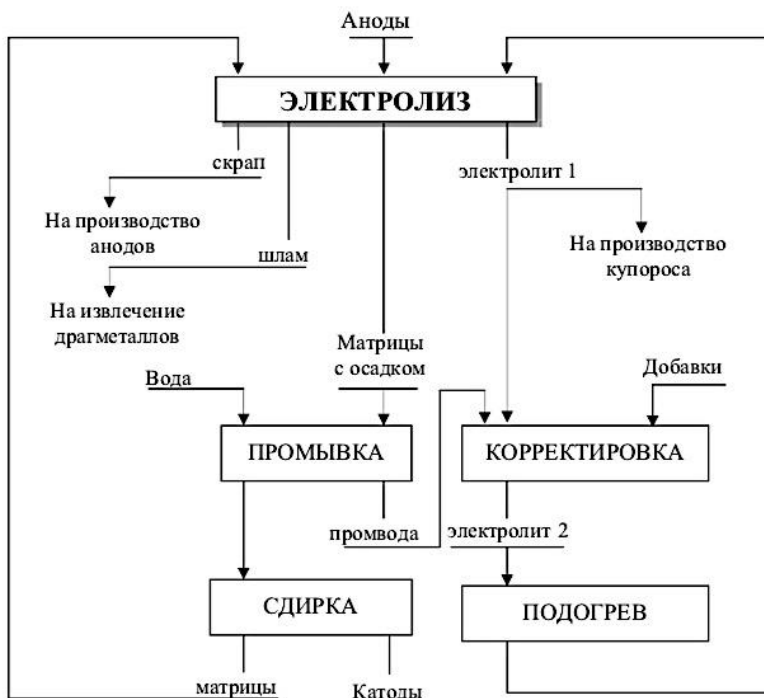 Аноды
ЭЛЕКТРОЛИЗ
скрап
электролит 1
На производство
анодов
шлам
На производство
купороса
На извлечение
драгметаллов
Матрицы
с осадком
Вода
Добавки
ПРОМЫВКА
КОРРЕКТИРОВКА
промвода
электролит 2
СДИРКА
ПОДОГРЕВ
матрицы
Катоды